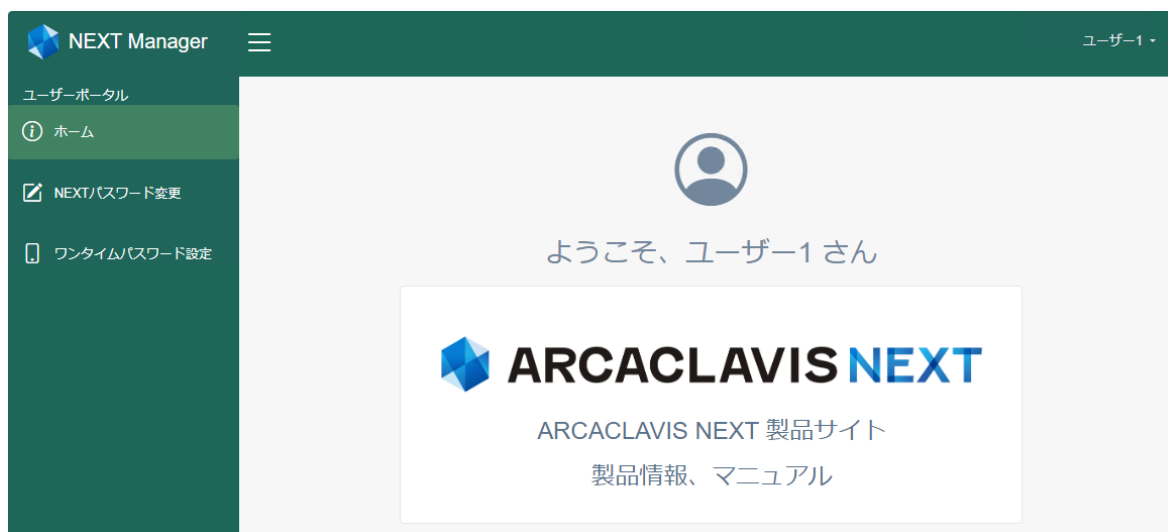 NEXT Manager
ユーザー1
ユーザーポータル
ホーム
NEXTパスワード変更
ワンタイムパスワード設定
ようこそ、ユーザー1 さん
ARCACLAVIS NEXT
ARCACLAVIS NEXT 製品サイト
製品情報、マニュアル